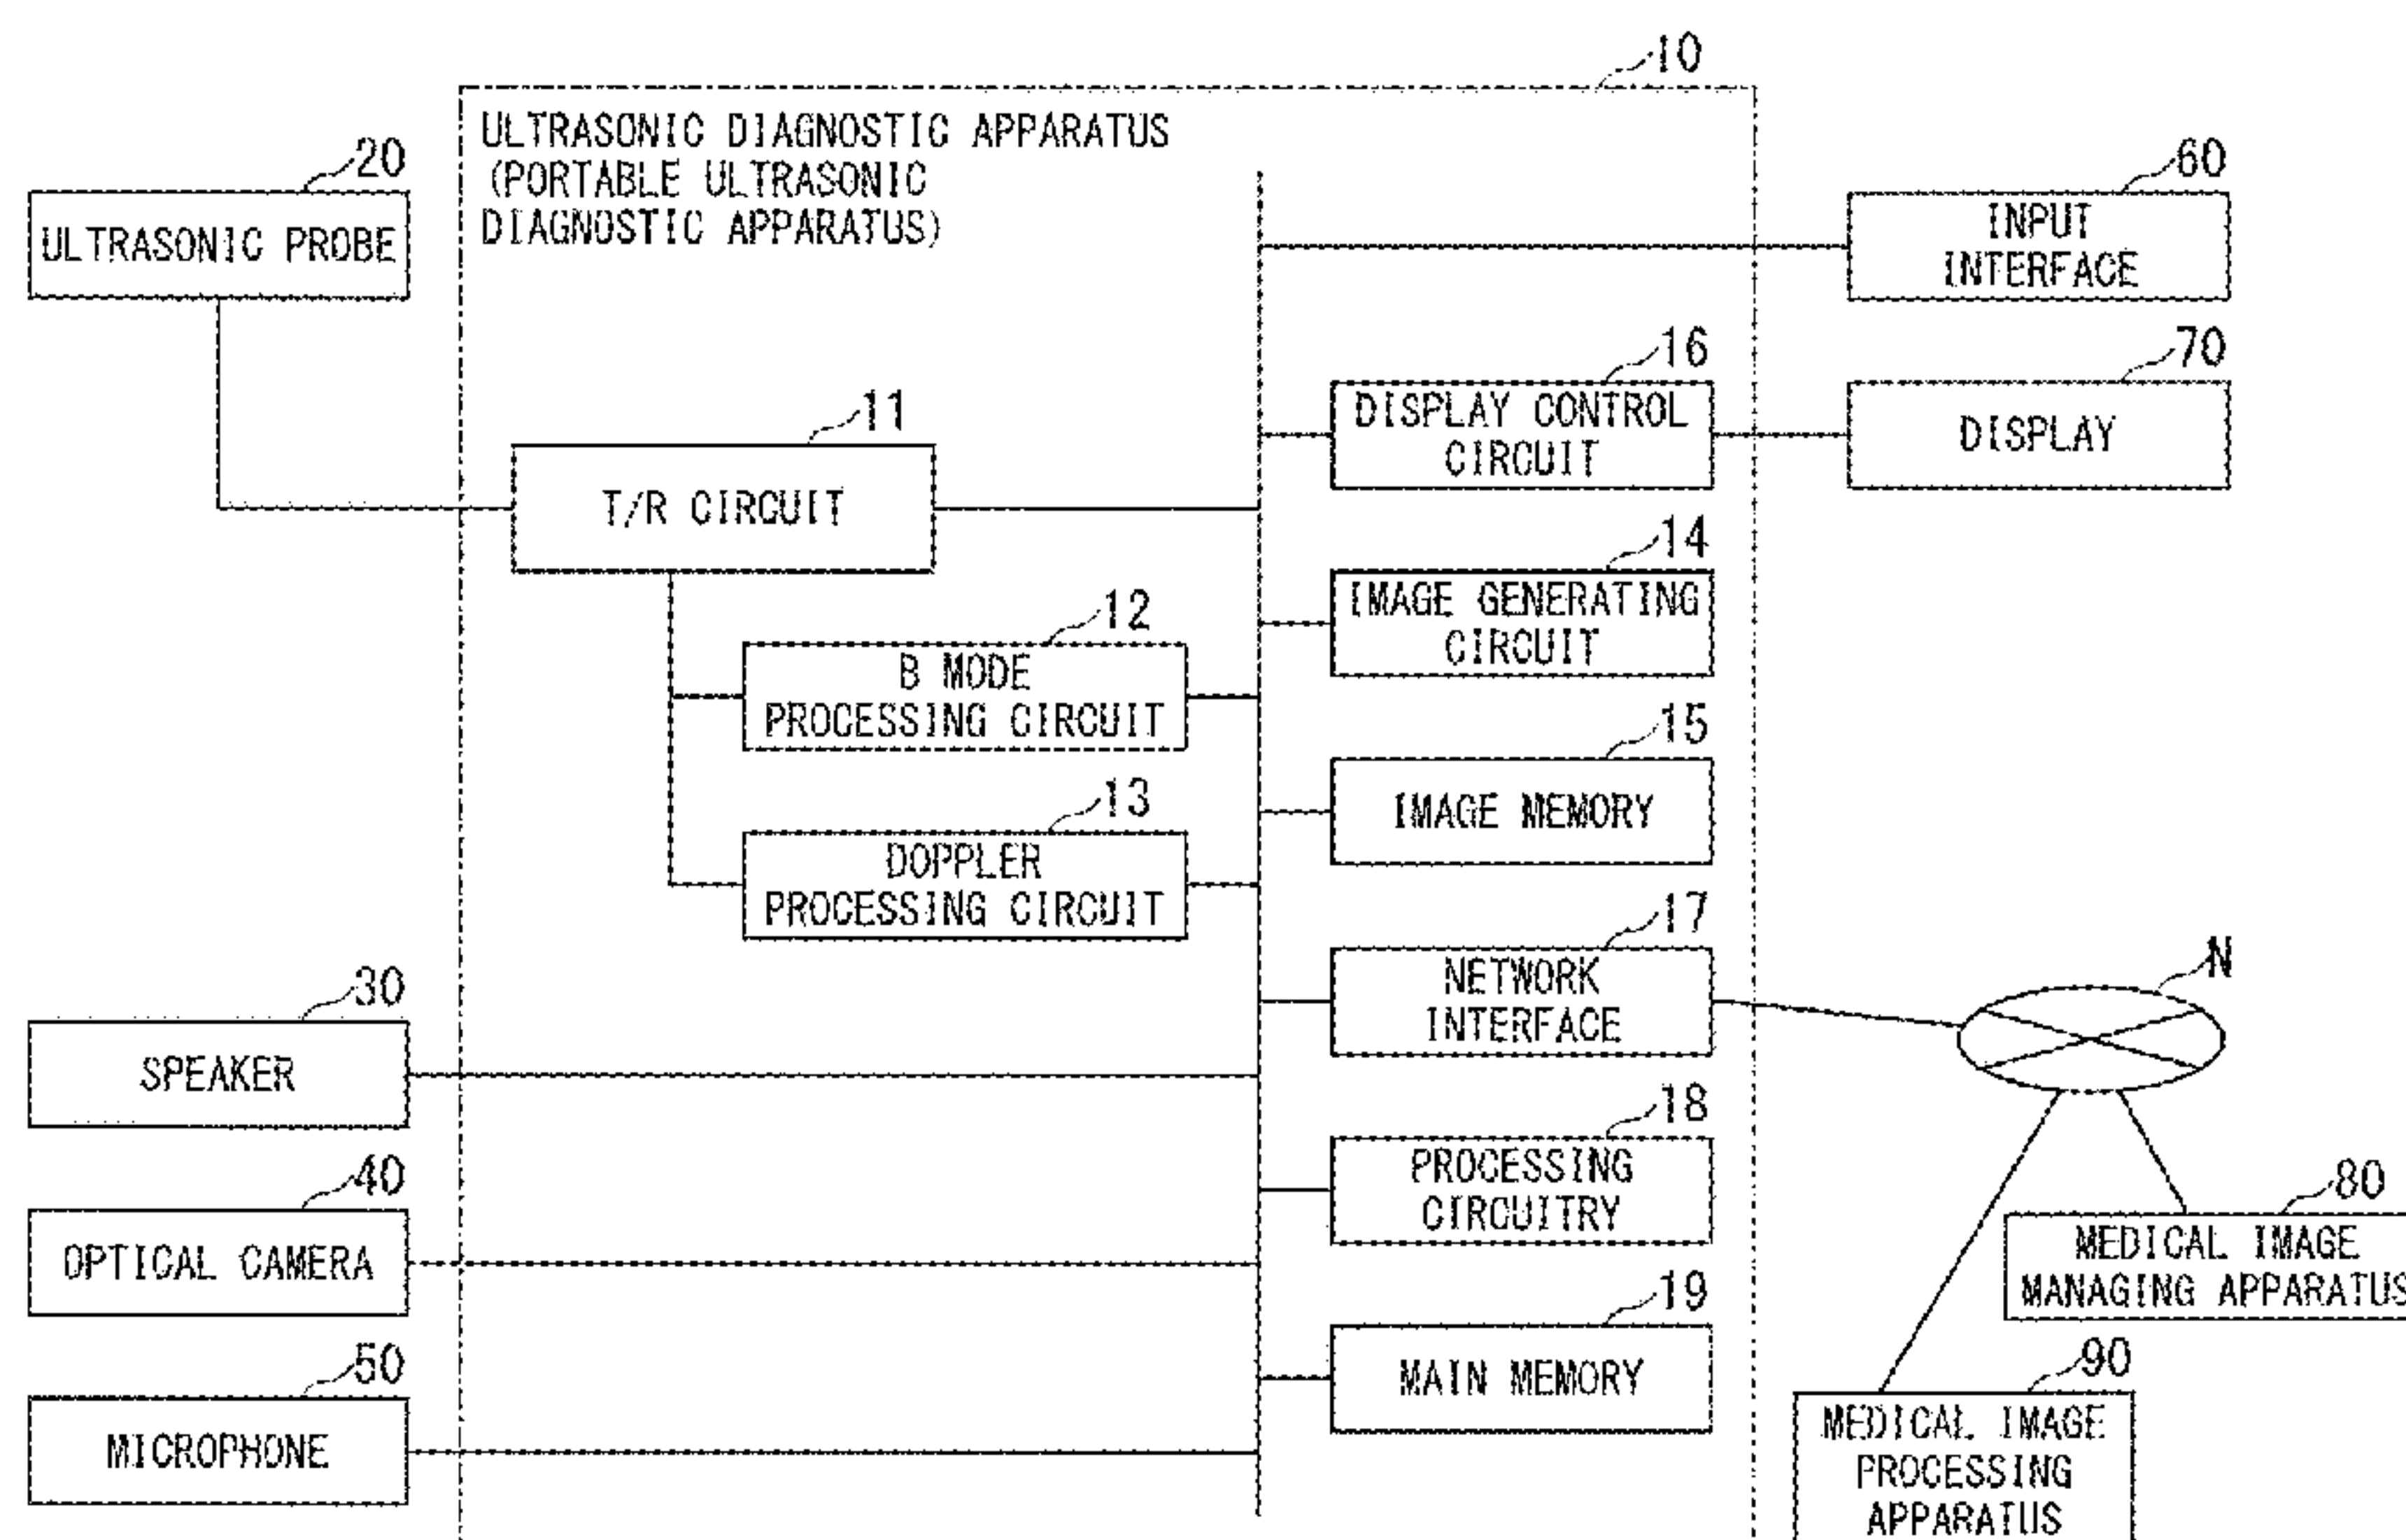 10
ULTRASONIC DIAGNOSTIC APPARATUS
(PORTABLE ULTRASONIC
DIAGNOSTIC APPARATUS)
20
ULTRASONIC PROBE
60
INPUT
INTERFACE
16
DISPLAY CONTROL
CIRCUIT
70
DISPLAY
11
T/R CIRCUIT
14
IMAGE GENERATING
CIRCUIT
12
B MODE
PROCESSING CIRCUIT
15
IMAGE MEMORY
13
DOPPLER
PROCESSING CIRCUIT
17
NETWORK
INTERFACE
N
30
SPEAKER
18
PROCESSING
CIRCUITRY
40
OPTICAL CAMERA
80
MEDICAL IMAGE
MANAGING APPARATUS
19
MAIN MEMORY
50
MICROPHONE
90
MEDICAL IMAGE
PROCESSING
APPARATUS